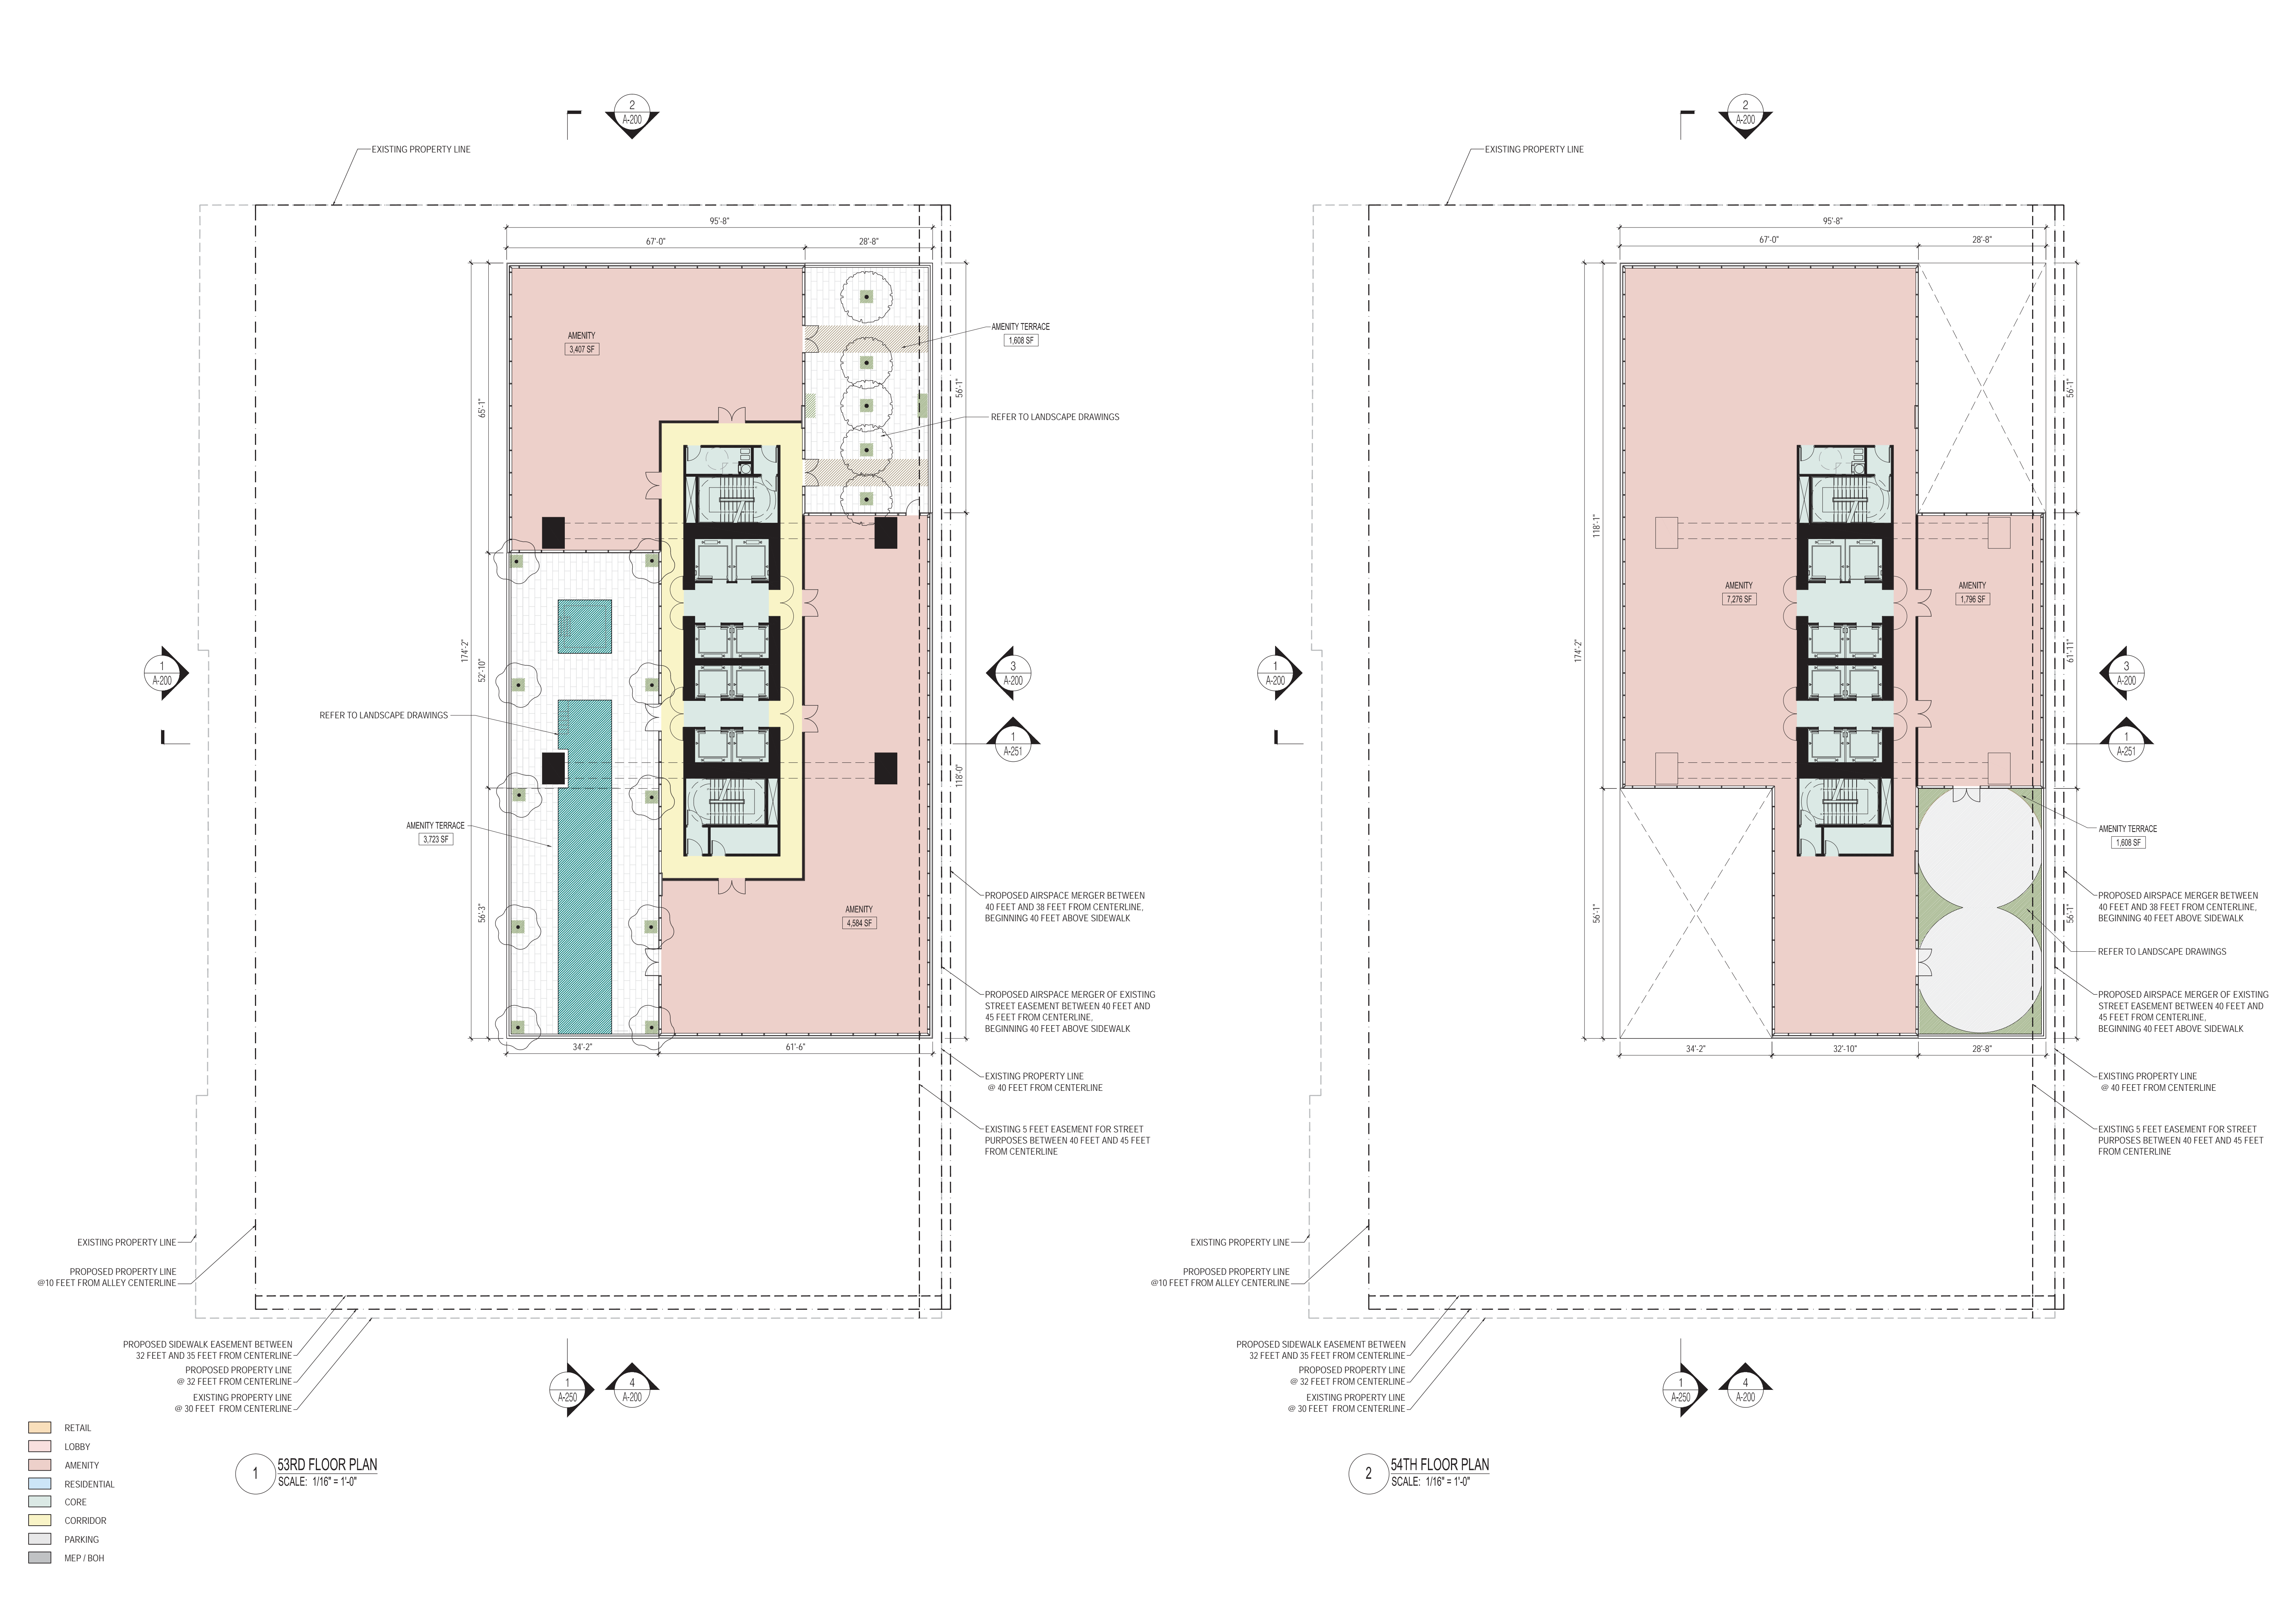 2
A-200
EXISTING PROPERTY LINE
95'-8"
67'-0"
28'-8"
AMENITY
3,407 SF
AMENITY TERRACE
1,608 SF
REFER TO LANDSCAPE DRAWINGS
65'-1"
56'-1"
174'-2"
52'-10"
1
A-200
3
A-200
REFER TO LANDSCAPE DRAWINGS
1
A-251
118'-0"
AMENITY TERRACE
3,723 SF
56'-3"
AMENITY
4,584 SF
PROPOSED AIRSPACE MERGER BETWEEN
40 FEET AND 38 FEET FROM CENTERLINE,
BEGINNING 40 FEET ABOVE SIDEWALK
PROPOSED AIRSPACE MERGER OF EXISTING
STREET EASEMENT BETWEEN 40 FEET AND
45 FEET FROM CENTERLINE,
BEGINNING 40 FEET ABOVE SIDEWALK
34'-2"
61'-6"
EXISTING PROPERTY LINE
@ 40 FEET FROM CENTERLINE
EXISTING 5 FEET EASEMENT FOR STREET
PURPOSES BETWEEN 40 FEET AND 45 FEET
FROM CENTERLINE
EXISTING PROPERTY LINE
PROPOSED PROPERTY LINE
@10 FEET FROM ALLEY CENTERLINE
PROPOSED SIDEWALK EASEMENT BETWEEN
32 FEET AND 35 FEET FROM CENTERLINE
PROPOSED PROPERTY LINE
@ 32 FEET FROM CENTERLINE
EXISTING PROPERTY LINE
@ 30 FEET FROM CENTERLINE
1
A-250
4
A-200
RETAIL
LOBBY
AMENITY
RESIDENTIAL
CORE
CORRIDOR
PARKING
MEP / BOH
1
53RD FLOOR PLAN
SCALE: 1/16" = 1'-0"
2
A-200
EXISTING PROPERTY LINE
95'-8"
67'-0"
28'-8"
56'-1"
118'-1"
174'-2"
AMENITY
7,276 SF
AMENITY
1,796 SF
61'-11"
1
A-200
3
A-200
1
A-251
AMENITY TERRACE
1,608 SF
56'-1"
56'-1"
PROPOSED AIRSPACE MERGER BETWEEN
40 FEET AND 38 FEET FROM CENTERLINE,
BEGINNING 40 FEET ABOVE SIDEWALK
REFER TO LANDSCAPE DRAWINGS
PROPOSED AIRSPACE MERGER OF EXISTING
STREET EASEMENT BETWEEN 40 FEET AND
45 FEET FROM CENTERLINE,
BEGINNING 40 FEET ABOVE SIDEWALK
34'-2"
32'-10"
28'-8"
EXISTING PROPERTY LINE
@ 40 FEET FROM CENTERLINE
EXISTING 5 FEET EASEMENT FOR STREET
PURPOSES BETWEEN 40 FEET AND 45 FEET
FROM CENTERLINE
EXISTING PROPERTY LINE
PROPOSED PROPERTY LINE
@10 FEET FROM ALLEY CENTERLINE
PROPOSED SIDEWALK EASEMENT BETWEEN
32 FEET AND 35 FEET FROM CENTERLINE
PROPOSED PROPERTY LINE
@ 32 FEET FROM CENTERLINE
EXISTING PROPERTY LINE
@ 30 FEET FROM CENTERLINE
1
A-250
4
A-200
2
54TH FLOOR PLAN
SCALE: 1/16" = 1'-0"